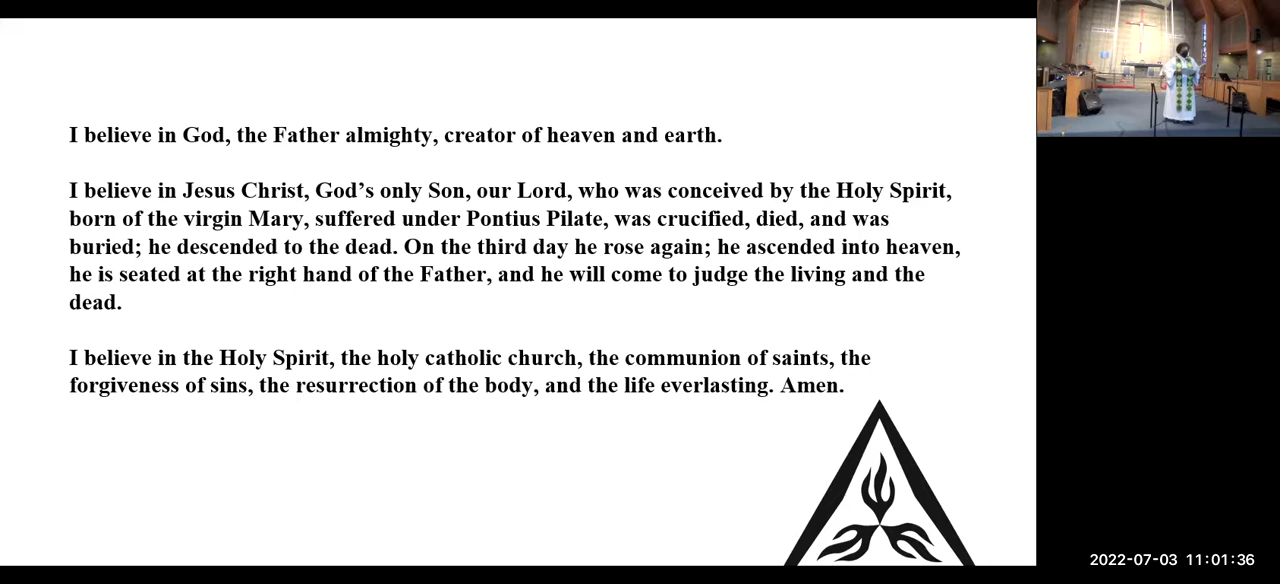 I believe in God, the Father almighty, creator of heaven and earth.
I believe in Jesus Christ, God’s only Son, our Lord, who was conceived by the Holy Spirit,
born of the virgin Mary, suffered under Pontius Pilate, was crucified, died, and was
buried; he descended to the dead. On the third day he rose again; he ascended into heaven,
he is seated at the right hand of the Father, and he will come to judge the living and the
dead.
I believe in the Holy Spirit, the holy catholic church, the communion of saints, the
forgiveness of sins, the resurrection of the body, and the life everlasting. Amen.
2022-07-03 11:01:36